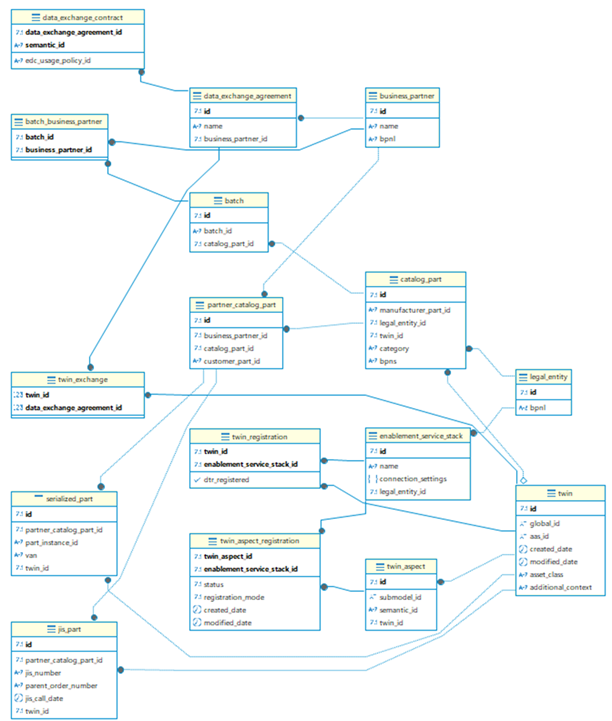 data_exchange_contract
data_exchange_agreement_id
semantic_id
edc_usage_policy_id
data_exchange_agreement
id
name
business_partner_id
business_partner
id
name
bpnl
batch_business_partner
batch_id
business_partner_id
batch
id
batch_id
catalog_part_id
catalog_part
id
manufacturer_part_id
legal_entity_id
twin_id
category
bpns
partner_catalog_part
id
business_partner_id
catalog_part_id
customer_part_id
twin_exchange
twin_id
data_exchange_agreement_id
legal_entity
id
bpnl
twin_registration
twin_id
enablement_service_stack_id
dtr_registered
enablement_service_stack
id
name
connection_settings
legal_entity_id
serialized_part
id
partner_catalog_part_id
part_instance_id
van
twin_id
twin
id
global_id
aas_id
created_date
modified_date
asset_class
additional_context
twin_aspect_registration
twin_aspect_id
enablement_service_stack_id
status
registration_mode
created_date
modified_date
twin_aspect
id
submodel_id
semantic_id
twin_id
jis_part
id
partner_catalog_part_id
jis_number
parent_order_number
jis_call_date
twin_id